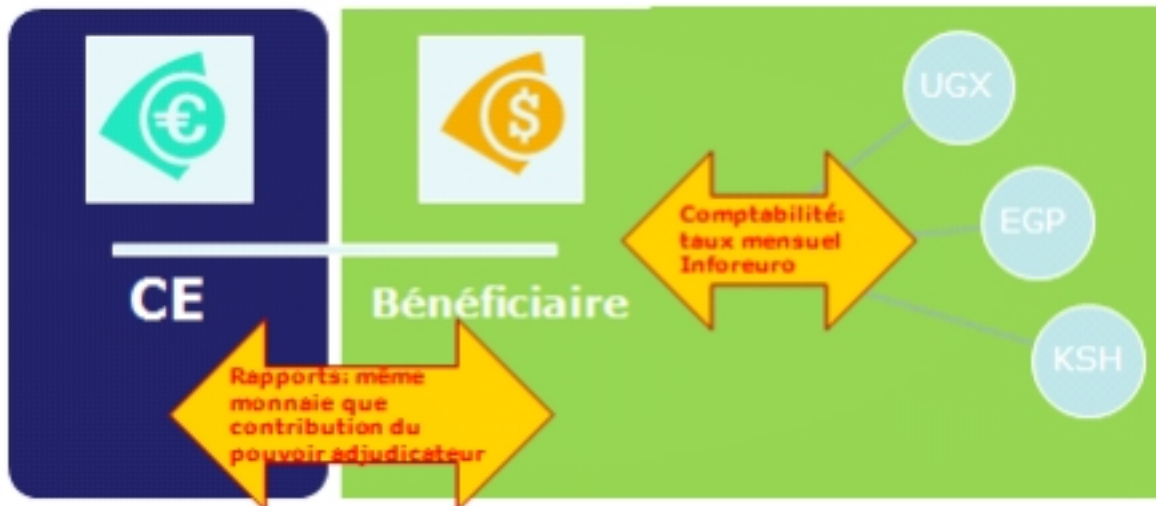 €
$
CE
Bénéficiaire
Rapports: même
monnaie que
contribution du
pouvoir adjudicateur
Comptabilité:
taux mensuel
Inforeuro
UGX
EGP
KSH